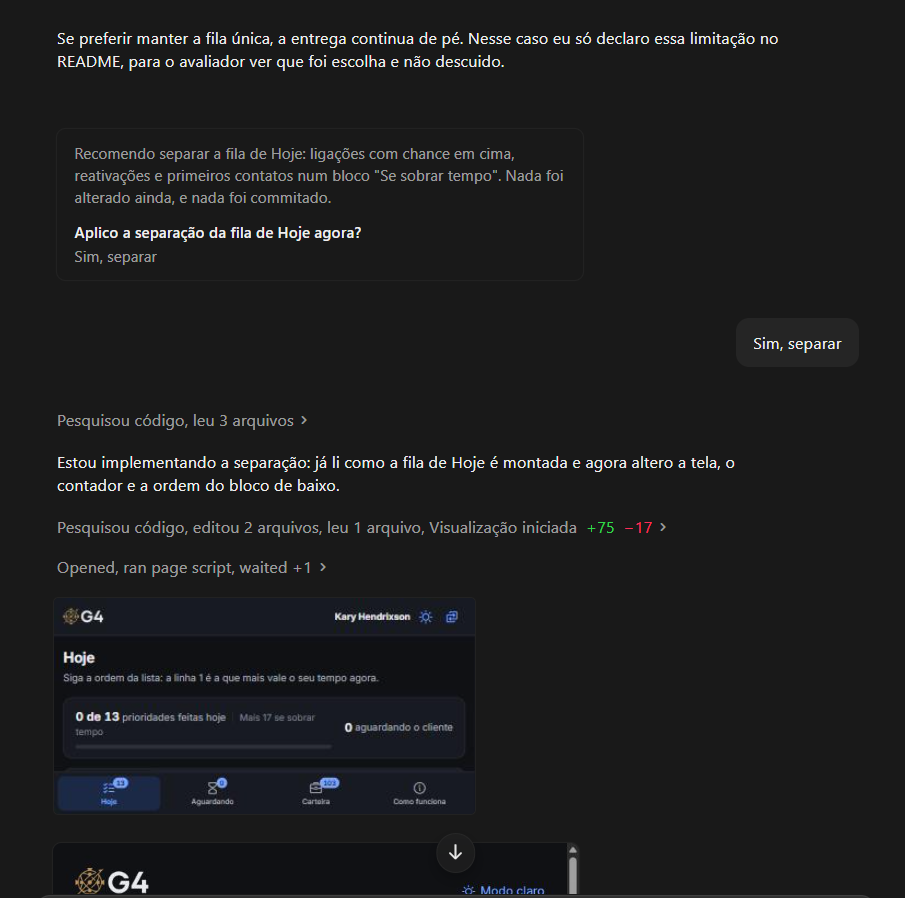 Se preferir manter a fila única, a entrega continua de pé. Nesse caso eu só declaro essa limitação no
README, para o avaliador ver que foi escolha e não descuido.
Recomendo separar a fila de Hoje: ligações com chance em cima,
reativações e primeiros contatos num bloco "Se sobrar tempo". Nada foi
alterado ainda, e nada foi commitado.
Aplico a separação da fila de Hoje agora?
Sim, separar
Sim, separar
Pesquisou código, leu 3 arquivos
Estou implementando a separação: já li como a fila de Hoje é montada e agora altero a tela, o
contador e a ordem do bloco de baixo.
Pesquisou código, editou 2 arquivos, leu 1 arquivo, Visualização iniciada +75 −17
Opened, ran page script, waited +1
G4
Kary Hendrixson
Hoje
Siga a ordem da lista: a linha 1 é a que mais vale o seu tempo agora.
0 de 13 prioridades feitas hoje
Mais 17 se sobrar
tempo
0 aguardando o cliente
13
0
103
Hoje
Aguardando
Carteira
Como funciona
G4
Modo claro